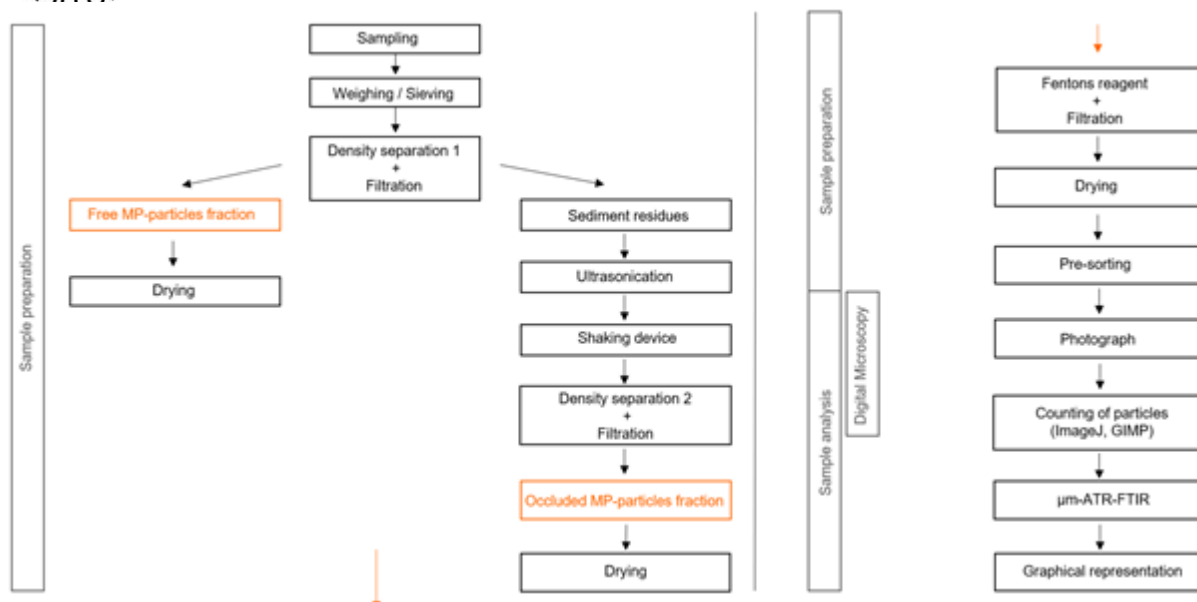 Sample preparation
Sampling
Weighing / Sieving
Density separation 1
+
Filtration
Free MP-particles fraction
Drying
Sediment residues
Ultrasonication
Shaking device
Density separation 2
+
Filtration
Occluded MP-particles fraction
Drying
Sample preparation
Sample analysis
Digital Microscopy
Fentons reagent
+
Filtration
Drying
Pre-sorting
Photograph
Counting of particles
(ImageJ, GIMP)
µm-ATR-FTIR
Graphical representation